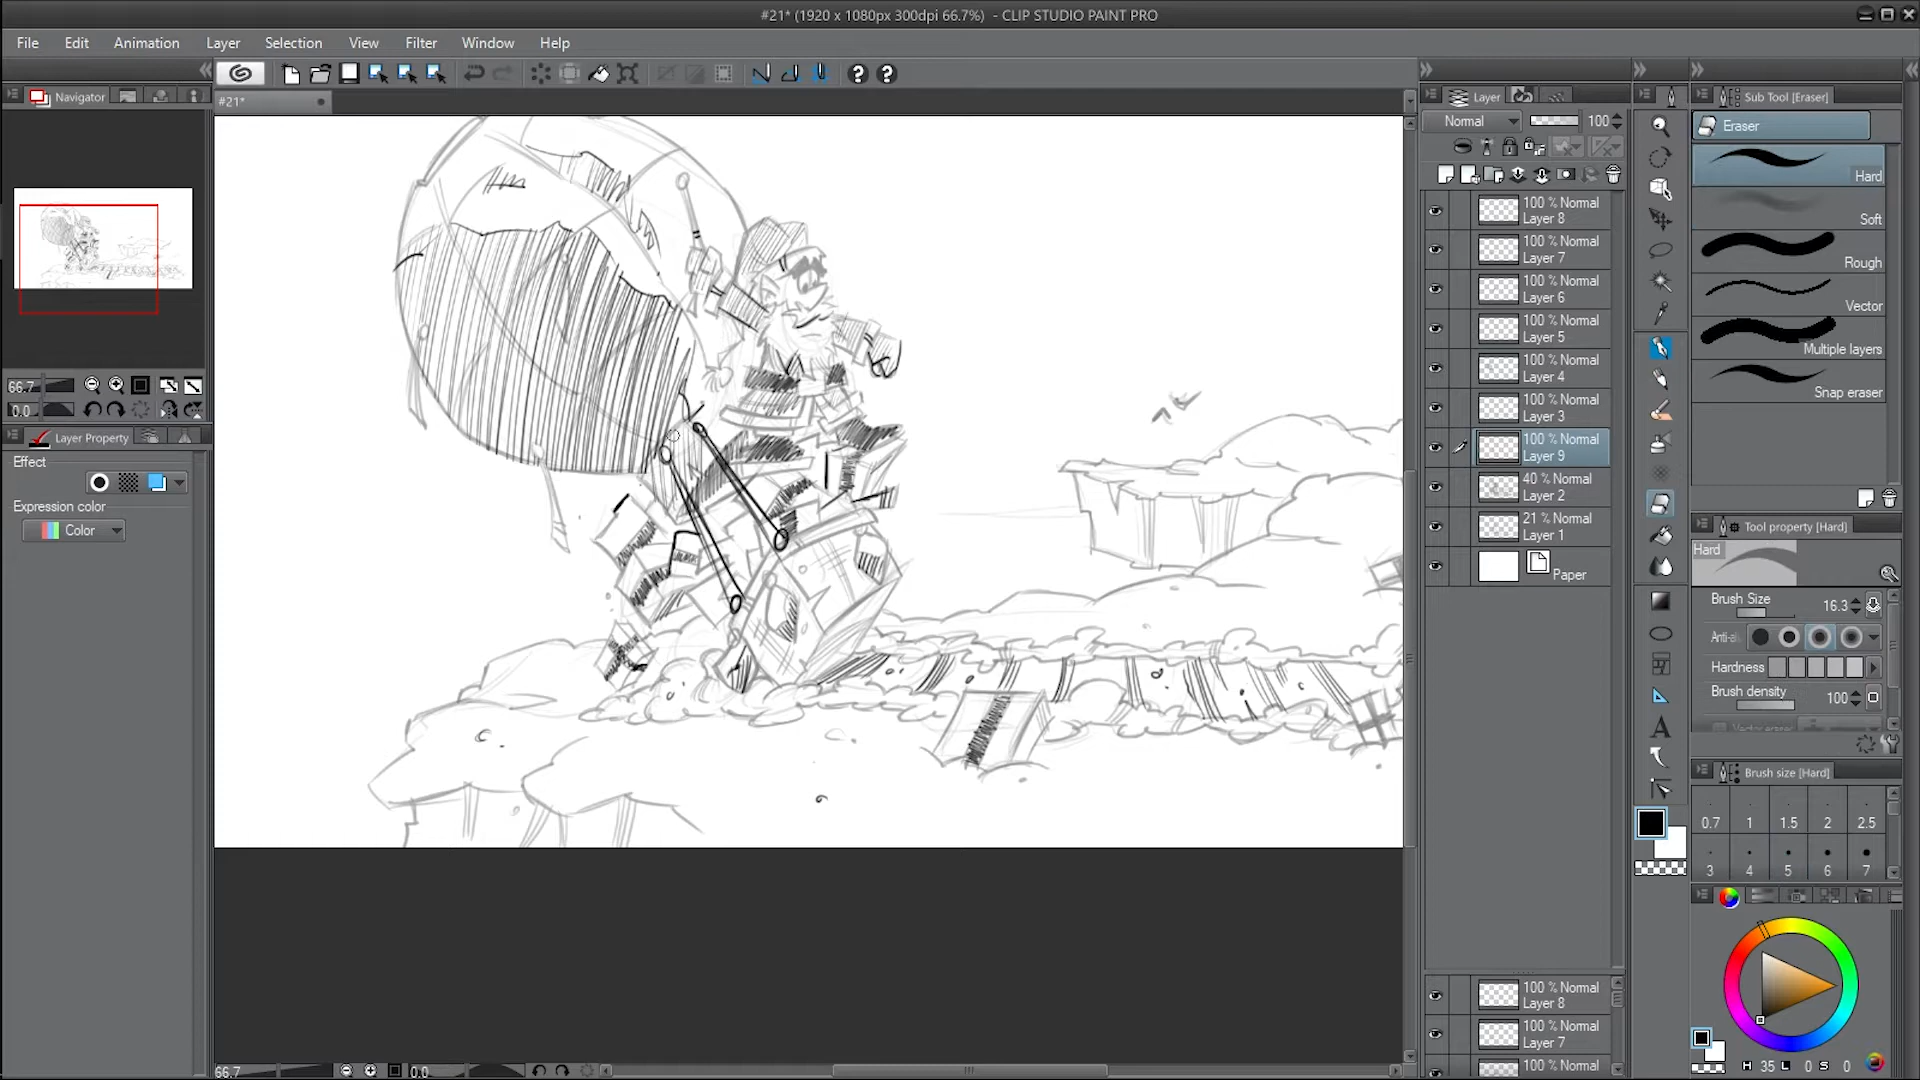 #21* (1920 x 1080px 300dpi 66.7%) - CLIP STUDIO PAINT PRO
File Edit Animation Layer Selection View Filter Window Help
Navigator
#21*
Layer
Sub Tool [Eraser]
Normal 100
Eraser
Hard
Soft
Rough
Vector
Multiple layers
Snap eraser
100 % Normal
Layer 8
100 % Normal
Layer 7
100 % Normal
Layer 6
100 % Normal
Layer 5
100 % Normal
Layer 4
100 % Normal
Layer 3
100 % Normal
Layer 9
40 % Normal
Layer 2
21 % Normal
Layer 1
Paper
66.7
0.0
Layer Property
Effect
Expression color
Color
Tool property [Hard]
Hard
Brush Size 16.3
Hardness
Brush density 100
Brush size [Hard]
0.7 1 1.5 2 2.5
3 4 5 6 7
100 % Normal
Layer 8
100 % Normal
Layer 7
100 % Normal
66.7 0.0
H 35 L 0 S 0